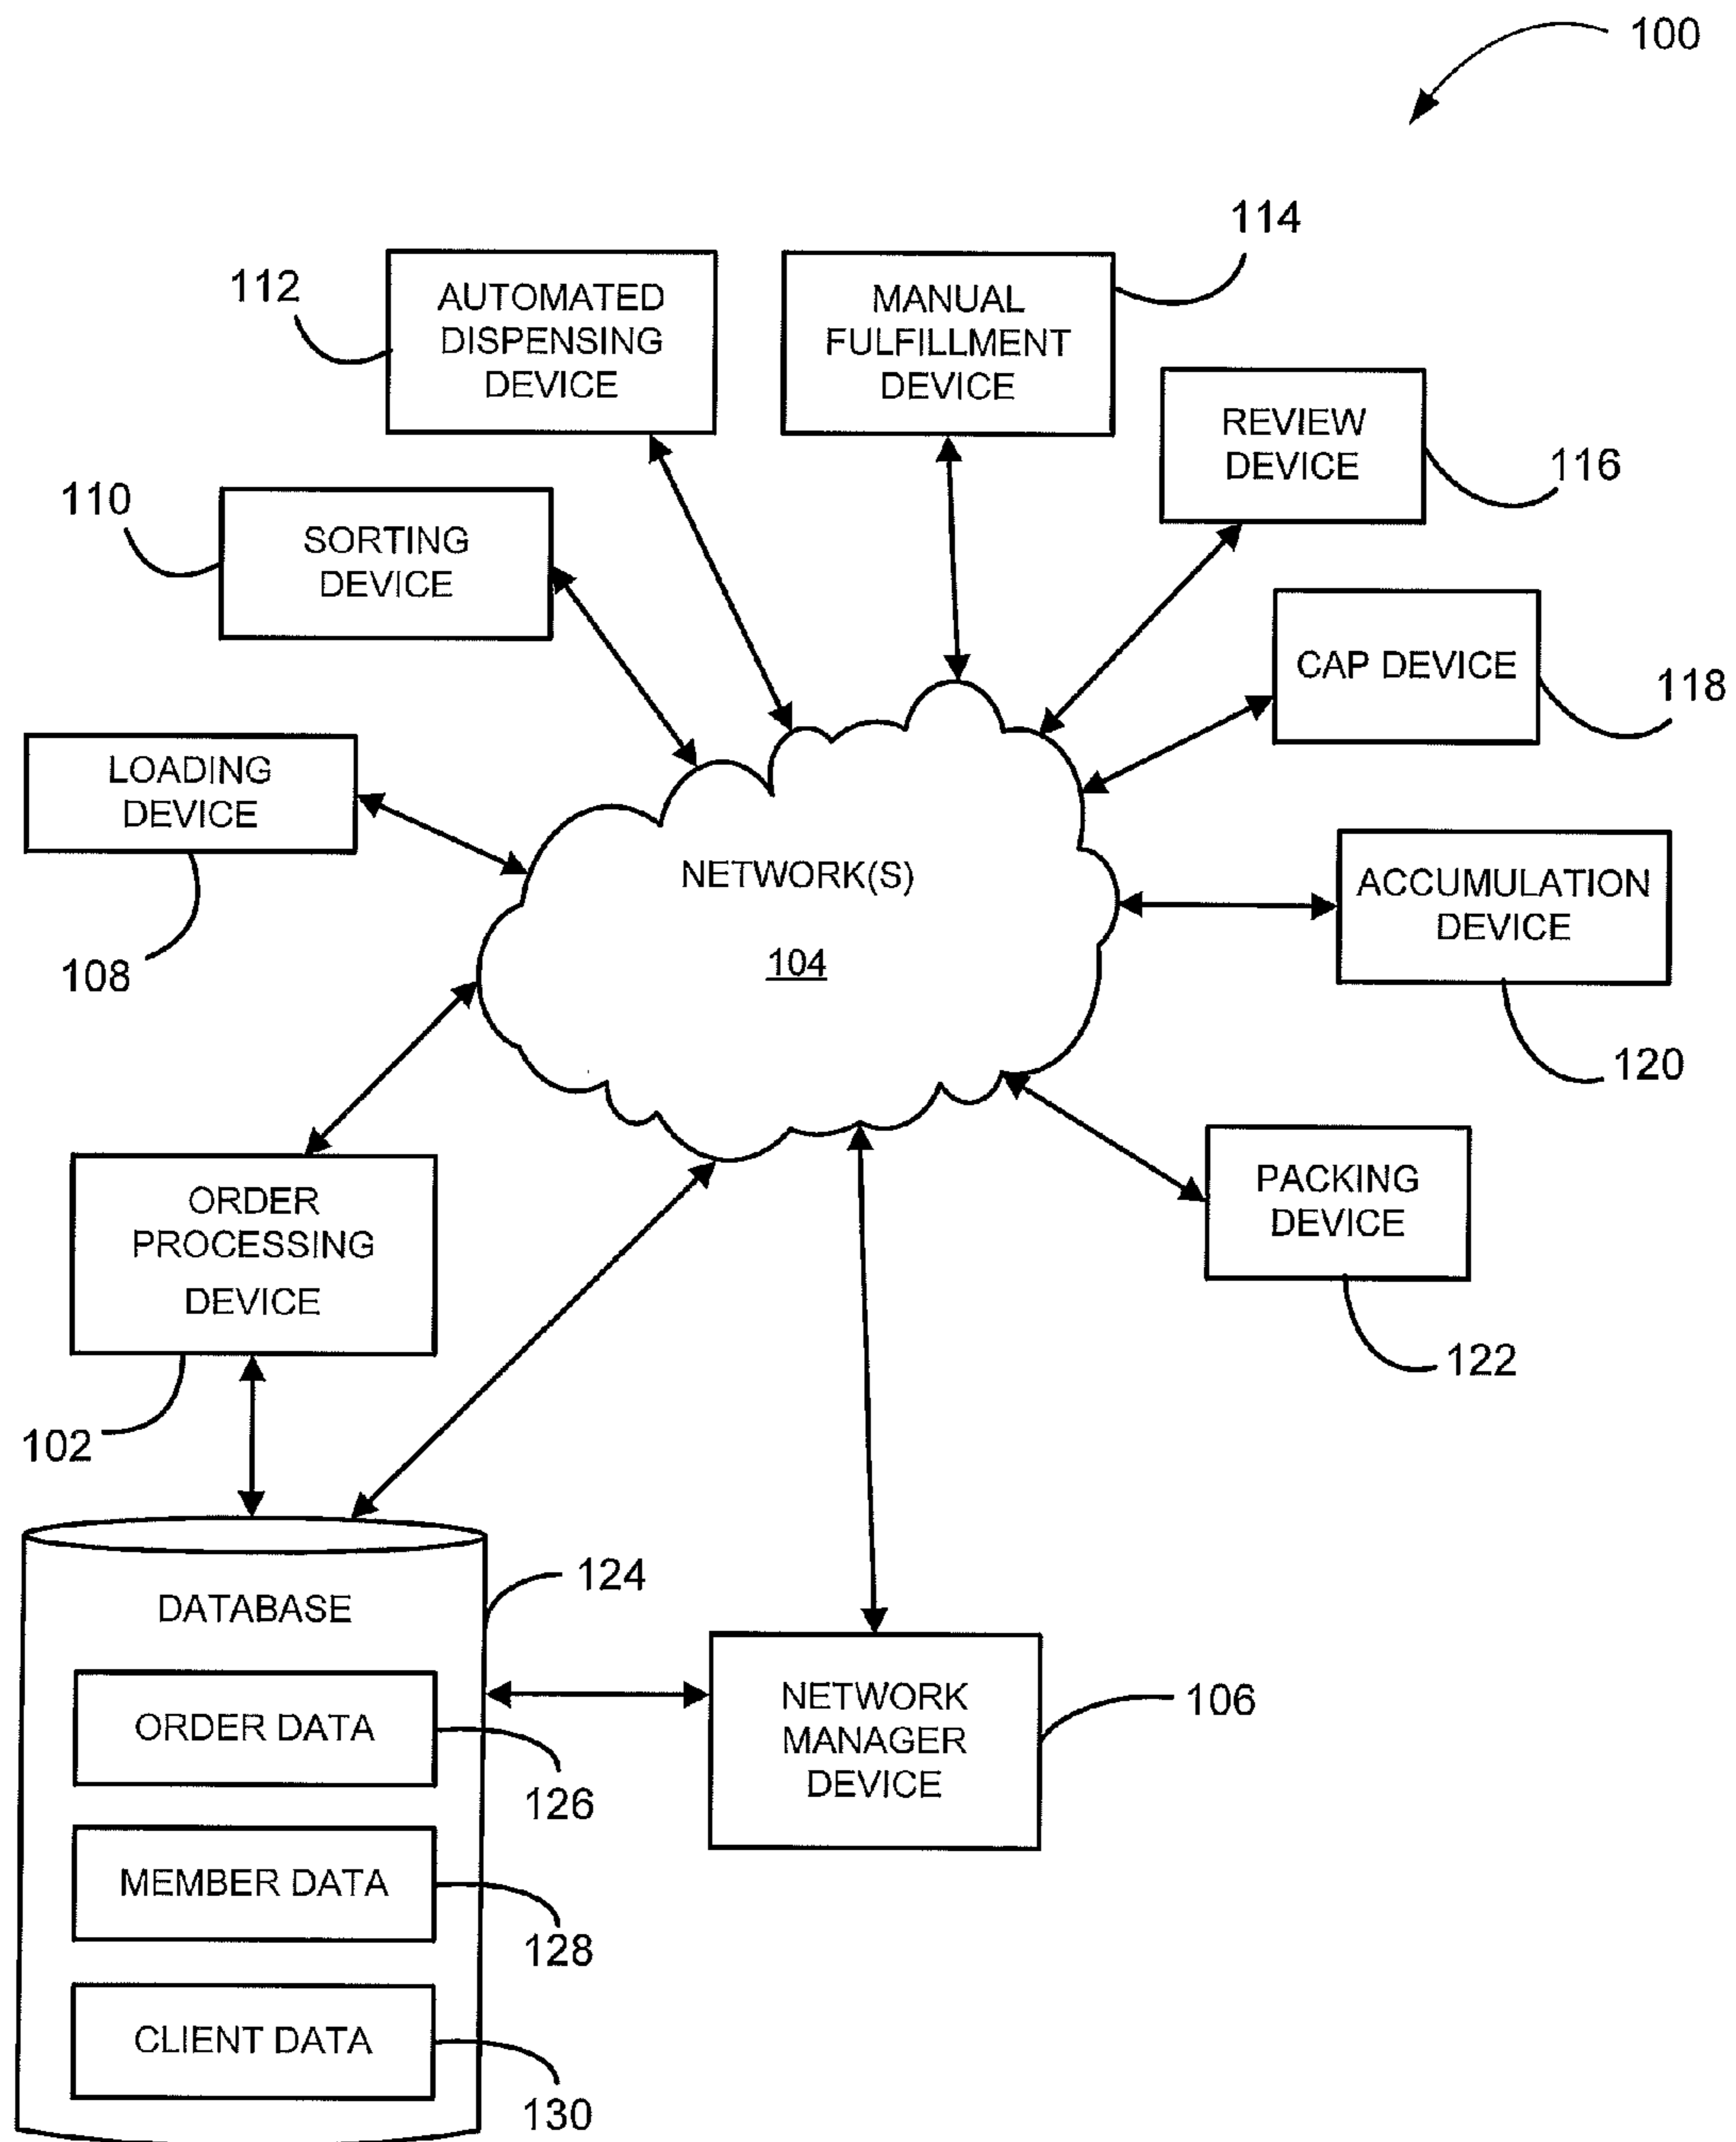 100
114
112
AUTOMATED
DISPENSING
DEVICE
MANUAL
FULFILLMENT
DEVICE
REVIEW
DEVICE
116
110
SORTING
DEVICE
CAP DEVICE
118
LOADING
DEVICE
108
NETWORK(S)
104
ACCUMULATION
DEVICE
120
ORDER
PROCESSING
DEVICE
102
PACKING
DEVICE
122
DATABASE
124
ORDER DATA
126
MEMBER DATA
128
CLIENT DATA
130
NETWORK
MANAGER
DEVICE
106